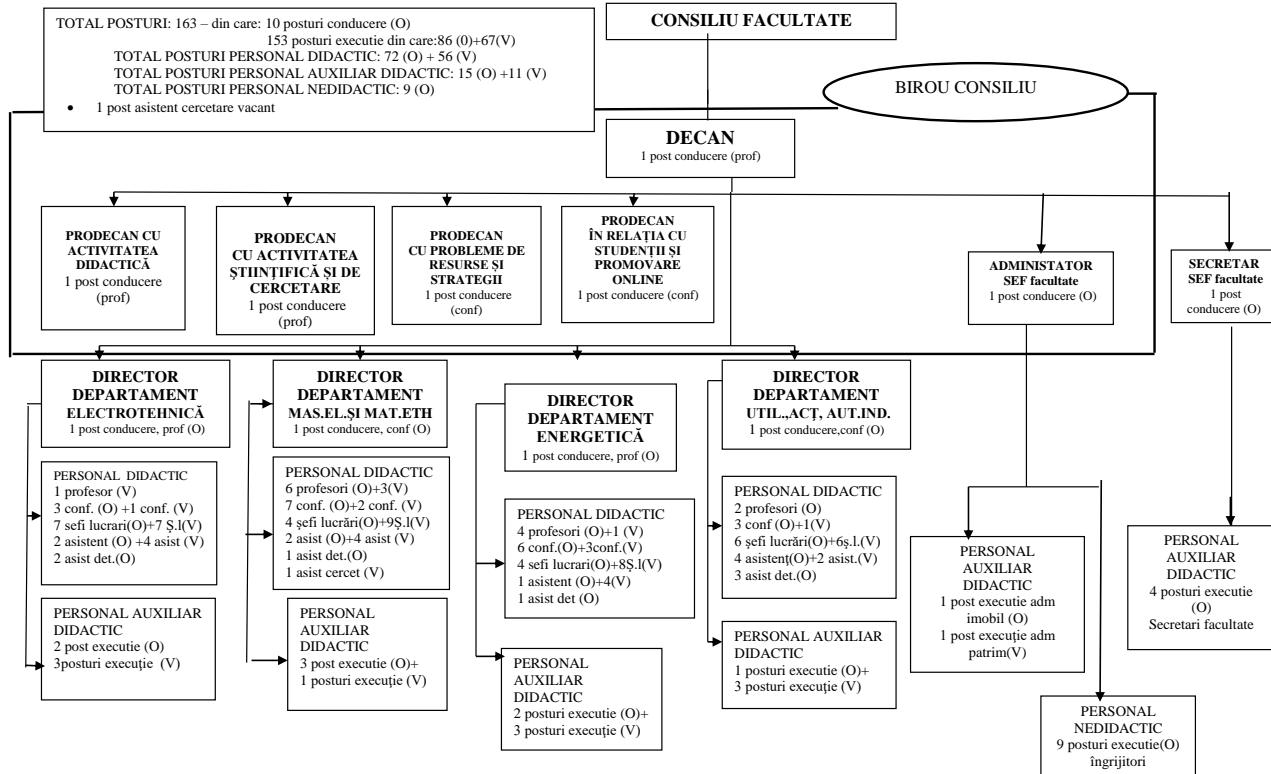 TOTAL POSTURI: 163 – din care: 10 posturi conducere (O)
153 posturi executie din care:86 (0)+67(V)
TOTAL POSTURI PERSONAL DIDACTIC: 72 (O) + 56 (V)
TOTAL POSTURI PERSONAL AUXILIAR DIDACTIC: 15 (O) +11 (V)
TOTAL POSTURI PERSONAL NEDIDACTIC: 9 (O)
• 1 post asistent cercetare vacant
CONSILIU FACULTATE
BIROU CONSILIU
DECAN
1 post conducere (prof)
PRODECAN CU
ACTIVITATEA
DIDACTICĂ
1 post conducere
(prof)
PRODECAN
CU ACTIVITATEA
ŞTIINŢIFICĂ ŞI DE
CERCETARE
1 post conducere
(prof)
PRODECAN
CU PROBLEME DE
RESURSE ŞI
STRATEGII
1 post conducere
(conf)
PRODECAN
ÎN RELAŢIA CU
STUDENŢII ŞI
PROMOVARE
ONLINE
1 post conducere (conf)
ADMINISTATOR
SEF facultate
1 post conducere (O)
SECRETAR
SEF facultate
1 post
conducere (O)
DIRECTOR
DEPARTAMENT
ELECTROTEHNICĂ
1 post conducere, prof (O)
DIRECTOR
DEPARTAMENT
MAS.EL.ŞI MAT.ETH
1 post conducere, conf (O)
DIRECTOR
DEPARTAMENT
ENERGETICĂ
1 post conducere, prof (O)
DIRECTOR
DEPARTAMENT
UTIL.,ACŢ, AUT.IND.
1 post conducere,conf (O)
PERSONAL DIDACTIC
1 profesor (V)
3 conf. (O) +1 conf. (V)
7 sefi lucrari(O)+7 Ş.l(V)
2 asistent (O) +4 asist (V)
2 asist det.(O)
PERSONAL DIDACTIC
6 profesori (O)+3(V)
7 conf. (O)+2 conf. (V)
4 şefi lucrări(O)+9Ş.l(V)
2 asist (O)+4 asist (V)
1 asist det.(O)
1 asist cercet (V)
PERSONAL DIDACTIC
4 profesori (O)+1 (V)
6 conf.(O)+3conf.(V)
4 sefi lucrari(O)+8Ş.l(V)
1 asistent (O)+4(V)
1 asist det (O)
PERSONAL DIDACTIC
2 profesori (O)
3 conf (O)+1(V)
6 şefi lucrări(O)+6ş.l.(V)
4 asistenţ(O)+2 asist.(V)
3 asist det.(O)
PERSONAL
AUXILIAR
DIDACTIC
1 post executie adm
imobil (O)
1 post execuţie adm
patrim(V)
PERSONAL
AUXILIAR
DIDACTIC
4 posturi executie
(O)
Secretari facultate
PERSONAL AUXILIAR
DIDACTIC
2 post executie (O)
3posturi execuţie (V)
PERSONAL
AUXILIAR
DIDACTIC
3 post executie (O)+
1 posturi execuţie (V)
PERSONAL
AUXILIAR
DIDACTIC
2 posturi executie (O)+
3 posturi execuţie (V)
PERSONAL AUXILIAR
DIDACTIC
1 posturi executie (O)+
3 posturi execuţie (V)
PERSONAL
NEDIDACTIC
9 posturi executie(O)
îngrijitori